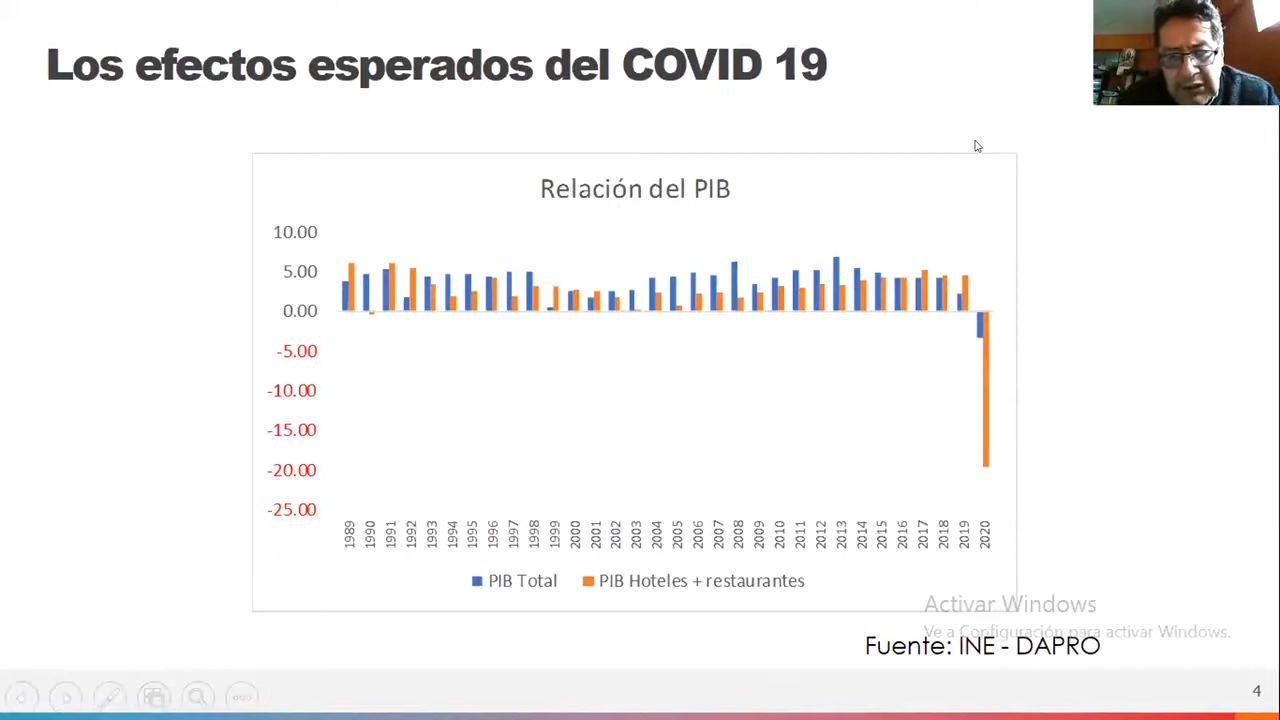 Los efectos esperados del COVID 19
Relación del PIB
10.00
5.00
0.00
-5.00
-10.00
-15.00
-20.00
-25.00
1989 1990 1991 1992 1993 1994 1995 1996 1997 1998 1999 2000 2001 2002 2003 2004 2005 2006 2007 2008 2009 2010 2011 2012 2013 2014 2015 2016 2017 2018 2019 2020
PIB Total PIB Hoteles + restaurantes
Activar Windows
Ve a Configuración para activar Windows.
Fuente: INE - DAPRO
4